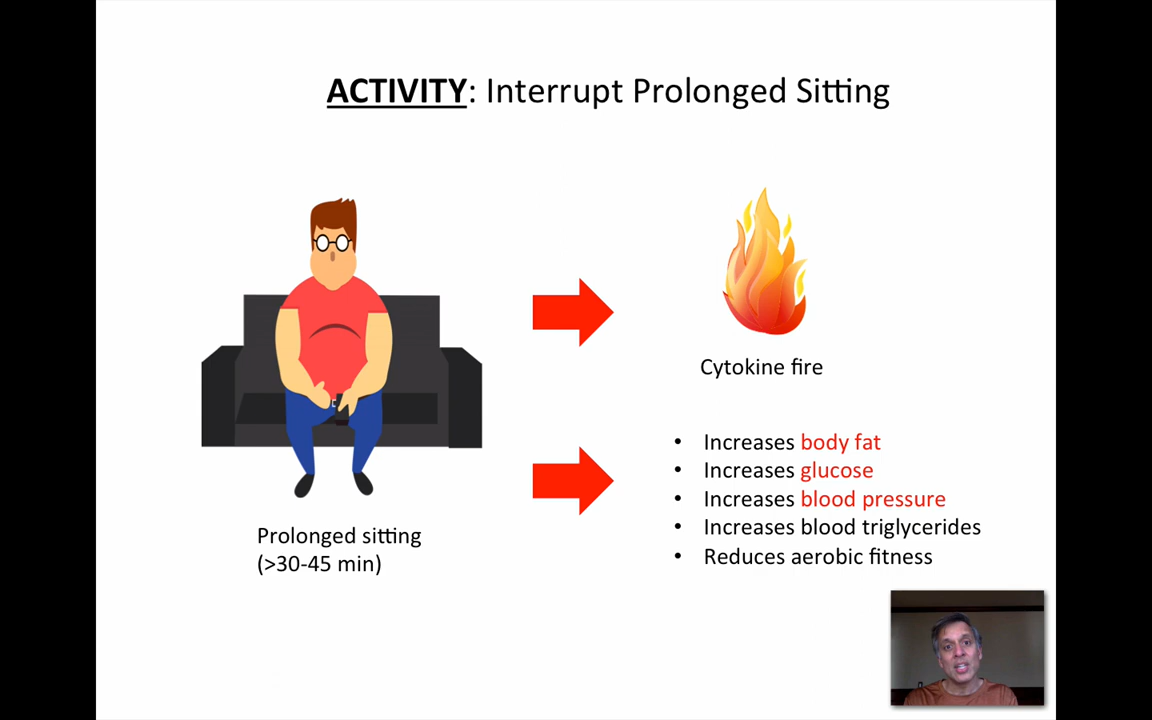 ACTIVITY: Interrupt Prolonged Sitting
Cytokine fire
• Increases body fat
• Increases glucose
• Increases blood pressure
• Increases blood triglycerides
• Reduces aerobic fitness
Prolonged sitting
(>30-45 min)